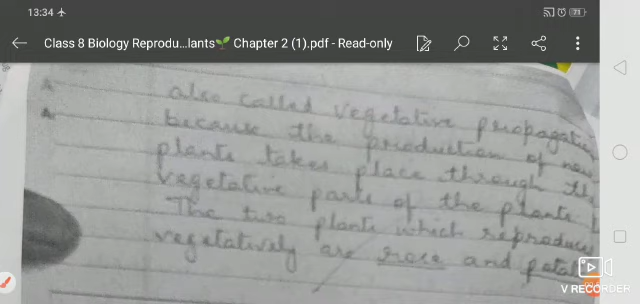 13:34
Class 8 Biology Reprodu...lants🌱 Chapter 2 (1).pdf - Read-only
also called vegetative propagation
because the production of new
plants takes place through the
vegetative parts of the plants.
The two plants which reproduces
vegetatively are rose and potato
V RECORDER